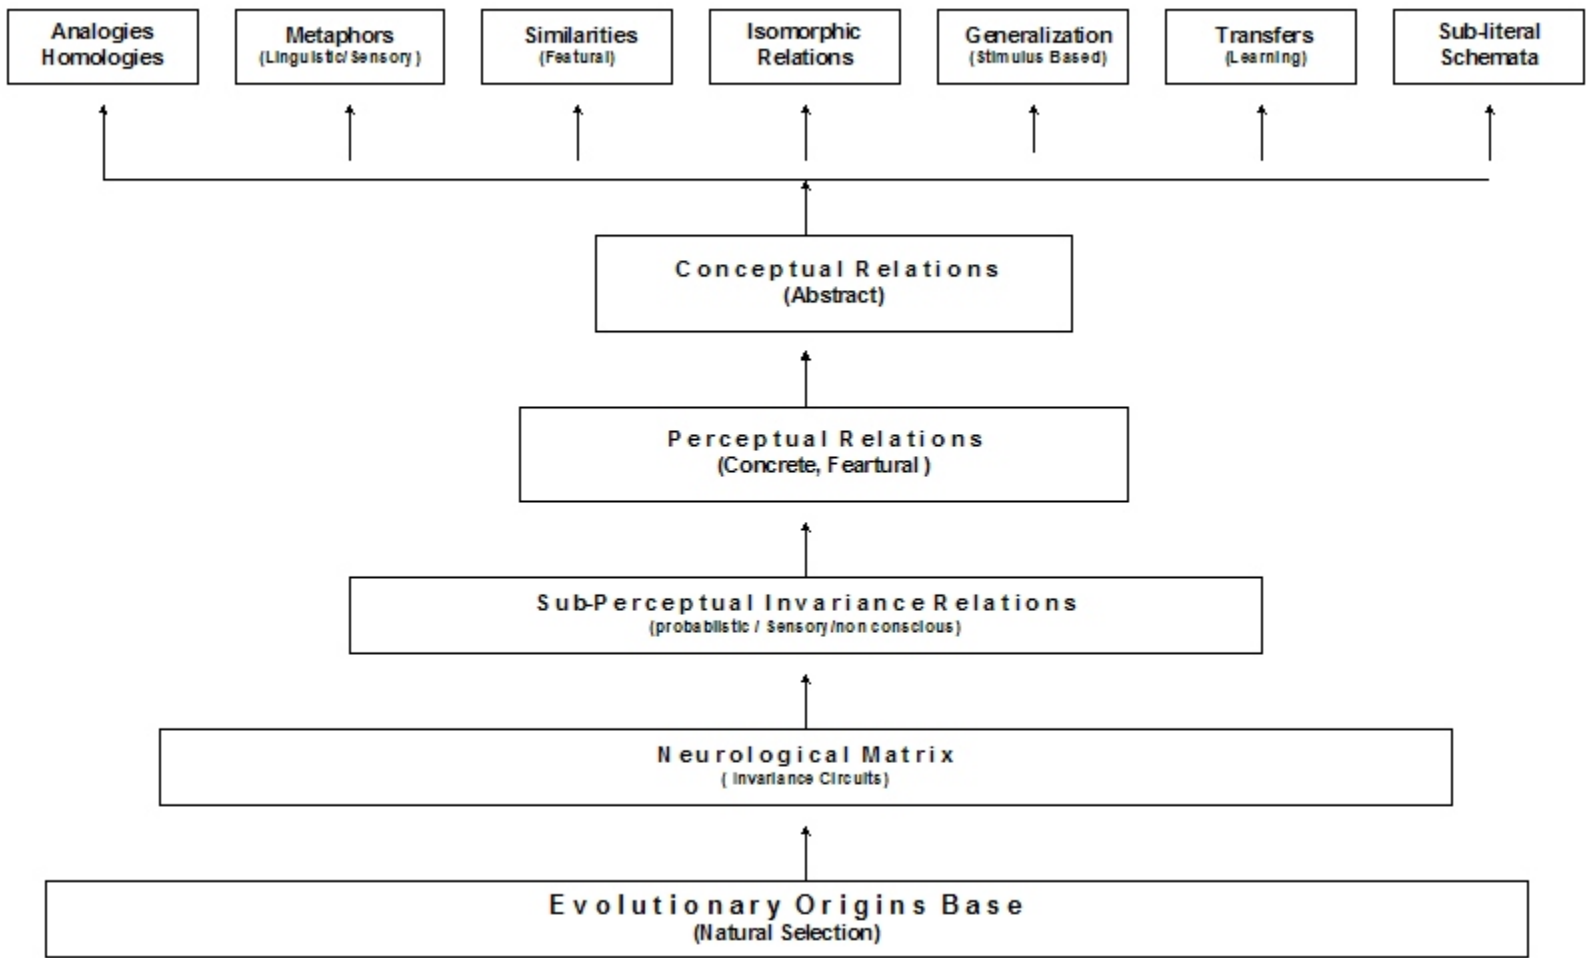 Analogies
Homologies
Metaphors
(Linguistic/Sensory)
Similarities
(Featural)
Isomorphic
Relations
Generalization
(Stimulus Based)
Transfers
(Learning)
Sub-literal
Schemata
Conceptual Relations
(Abstract)
Perceptual Relations
(Concrete, Feartural )
Sub-Perceptual Invariance Relations
(probablistic / Sensory/non conscious)
Neurological Matrix
( Invariance Circuits)
Evolutionary Origins Base
(Natural Selection)